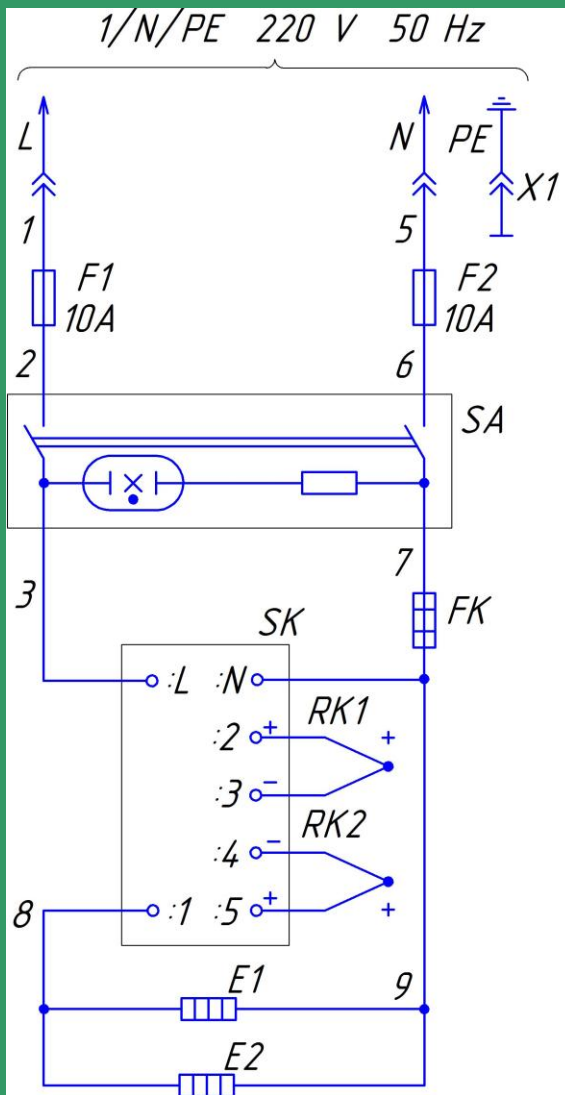 1/N/PE 220 V 50 Hz
L N PE
X1
1 5
F1 F2
10A 10A
2 6
SA
7
3 FK
SK
:L :N
RK1
:2 + +
:3 −
RK2
:4 −
8 :1 :5 + +
E1 9
E2